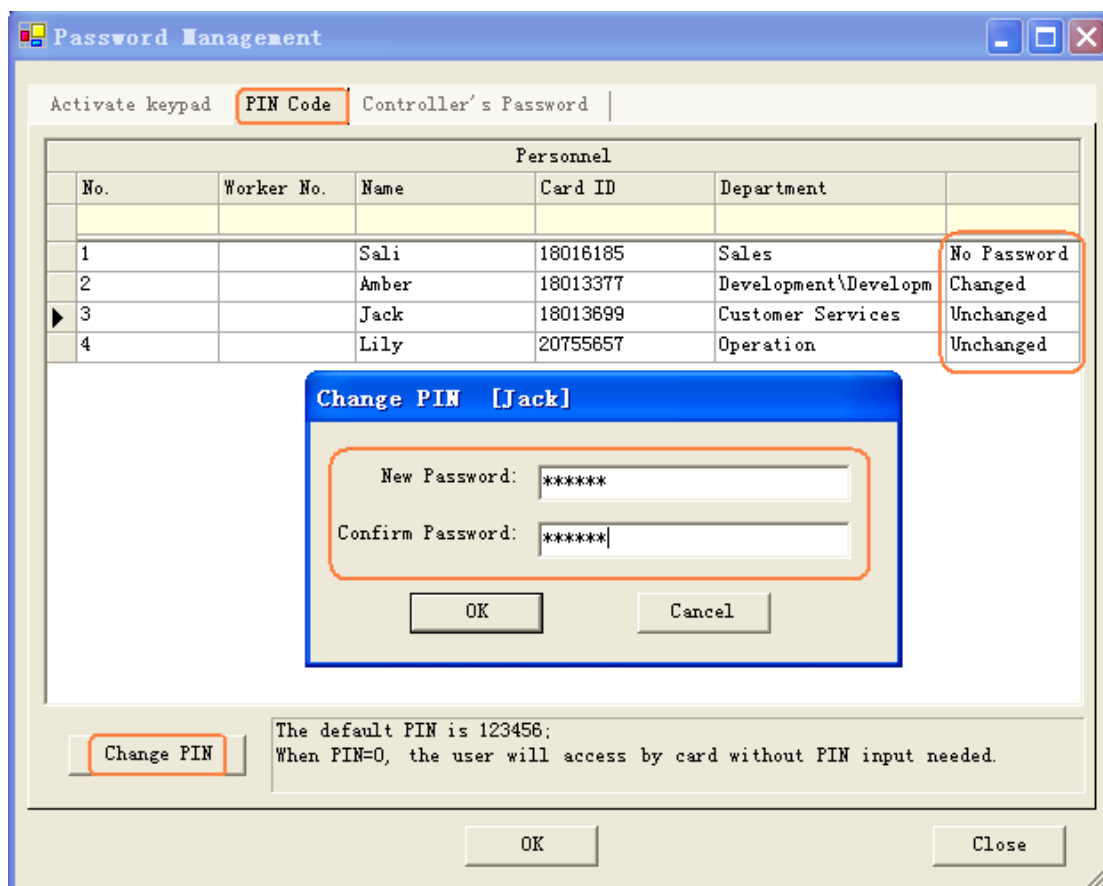 Password Management
Activate keypad PIN Code Controller's Password
Personnel
No. Worker No. Name Card ID Department
1 Sali 18016185 Sales No Password
2 Amber 18013377 Development\Developm Changed
3 Jack 18013699 Customer Services Unchanged
4 Lily 20755657 Operation Unchanged
Change PIN [Jack]
New Password: ******
Confirm Password: ******
OK Cancel
Change PIN
The default PIN is 123456;
When PIN=0, the user will access by card without PIN input needed.
OK Close